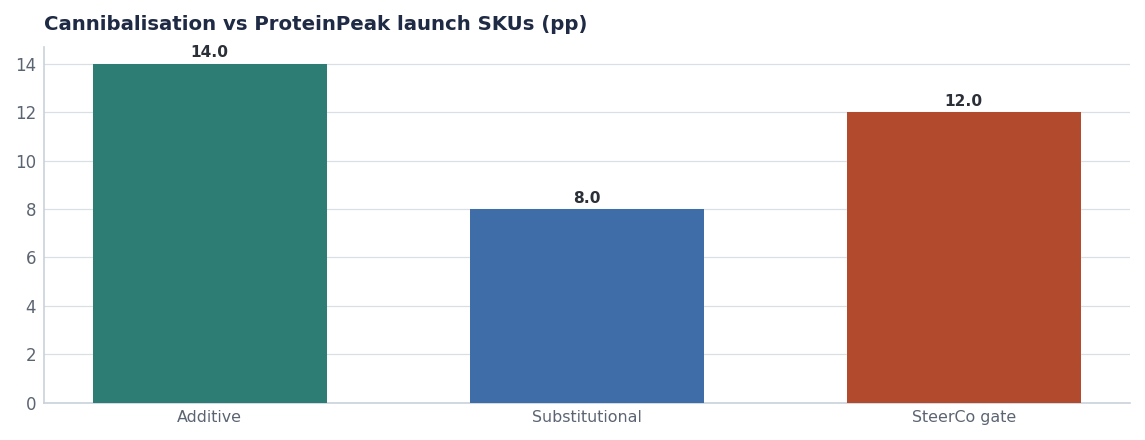 Cannibalisation vs ProteinPeak launch SKUs (pp)
14.0
14
12.0
12
10
8.0
8
6
4
2
0
Additive
Substitutional
SteerCo gate